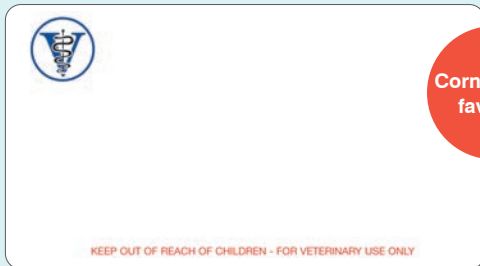 Corn
fav
KEEP OUT OF REACH OF CHILDREN - FOR VETERINARY USE ONLY